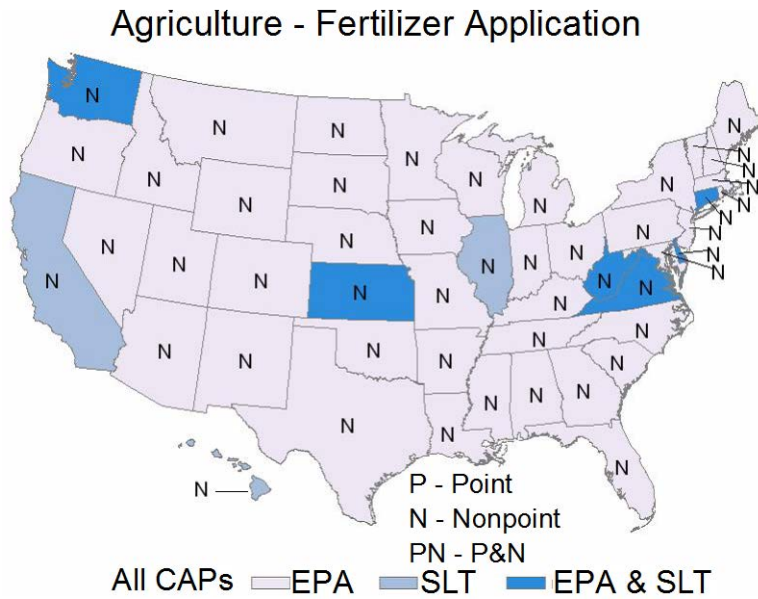 Agriculture - Fertilizer Application
N
N N N N
N N
N
N N N N N N
N N
N N N N
N N N N N N N
N
N N N N N N
N N N
N N N N N
N N N
N N
N
N
P - Point
N - Nonpoint
PN - P&N
All CAPs EPA SLT EPA & SLT